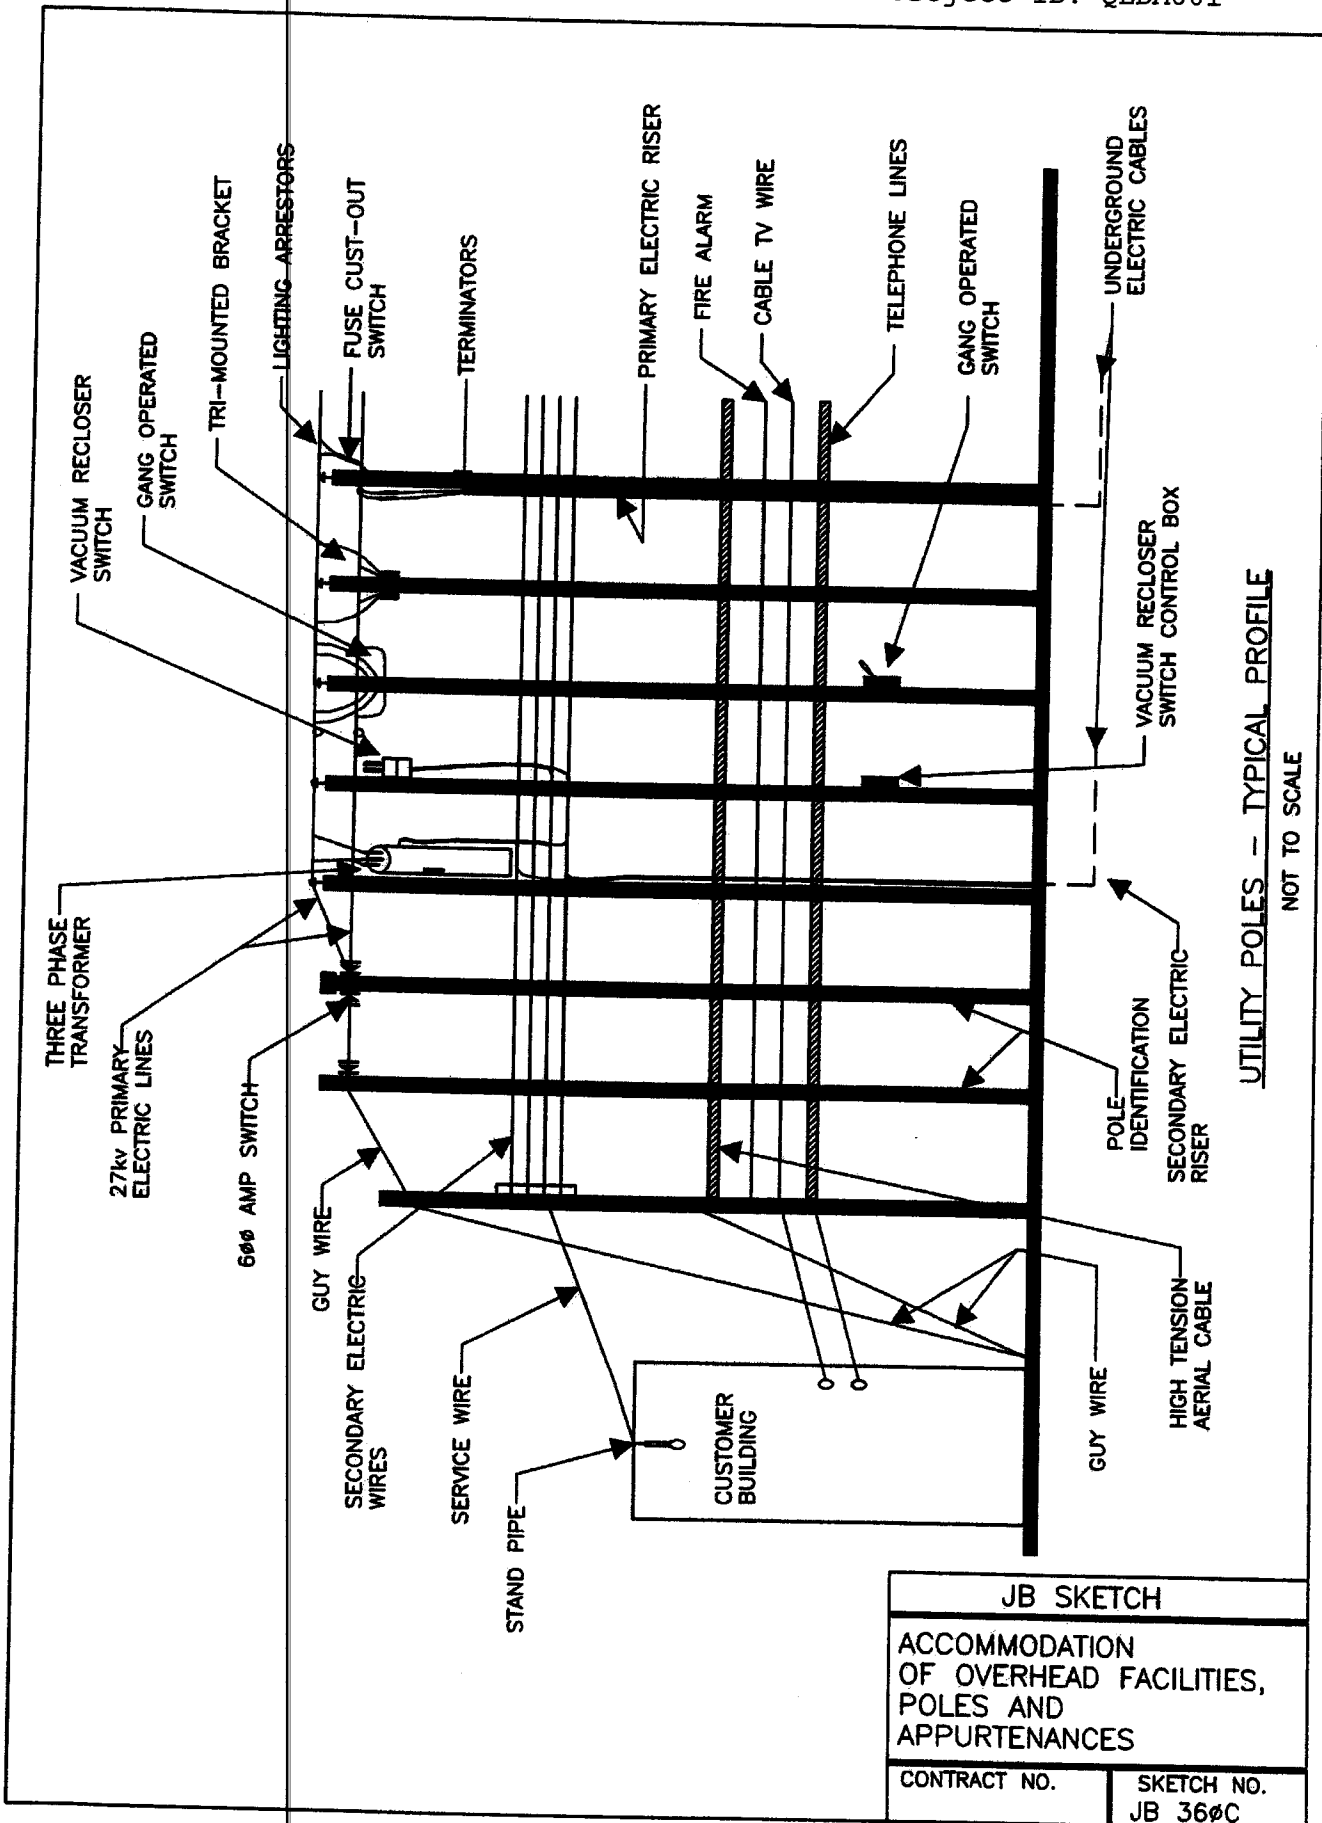 THREE PHASE
TRANSFORMER
27kv PRIMARY
ELECTRIC LINES
6øø AMP SWITCH
GUY WIRE
SECONDARY ELECTRIC
WIRES
SERVICE WIRE
STAND PIPE
VACUUM RECLOSER
SWITCH
GANG OPERATED
SWITCH
TRI-MOUNTED BRACKET
LIGHTING ARRESTORS
FUSE CUST-OUT
SWITCH
TERMINATORS
PRIMARY ELECTRIC RISER
FIRE ALARM
CABLE TV WIRE
TELEPHONE LINES
GANG OPERATED
SWITCH
UNDERGROUND
ELECTRIC CABLES
VACUUM RECLOSER
SWITCH CONTROL BOX
POLE
IDENTIFICATION
SECONDARY ELECTRIC
RISER
HIGH TENSION
AERIAL CABLE
GUY WIRE
CUSTOMER
BUILDING
UTILITY POLES - TYPICAL PROFILE
NOT TO SCALE
JB SKETCH
ACCOMMODATION
OF OVERHEAD FACILITIES,
POLES AND
APPURTENANCES
CONTRACT NO.
SKETCH NO.
JB 36øC